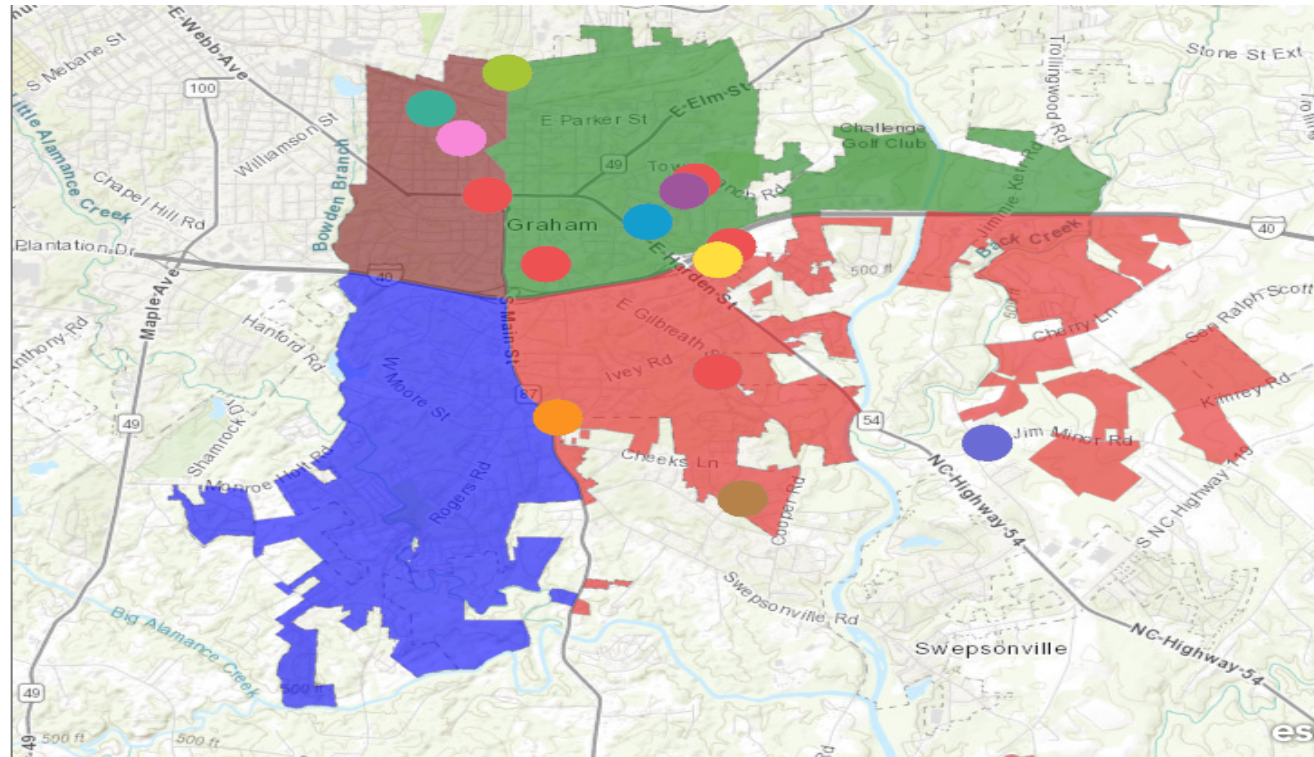 S Mebane St
E-Webb-Ave
100
Stone St Ext
Trollingwood Rd
Little Alamance Creek
Williamson St
E Parker St
E-Elm-St
Challenge
Golf Club
49
Bowden Branch
Chapel Hill Rd
Jimmie Kerr Rd
Graham
Plantation Dr
40
Back Creek
40
500 ft
500 ft
E-Harden-St
Maple-Ave
S Main St
Hanford Rd
E Gilbreath St
Cherry Ln
Ivey Rd
W Moore St
87
Kimrey Rd
49
54
Jim Minor Rd
Shamrock Dr
Cheeks Ln
Monroe Holt Rd
Rogers Rd
Cooper Rd
NC-Highway-54
S NC Highway 119
Swepsonville Rd
Big Alamance Creek
Swepsonville
NC-Highway-54
49
500 ft
500 ft
500 ft
49
Rd
es